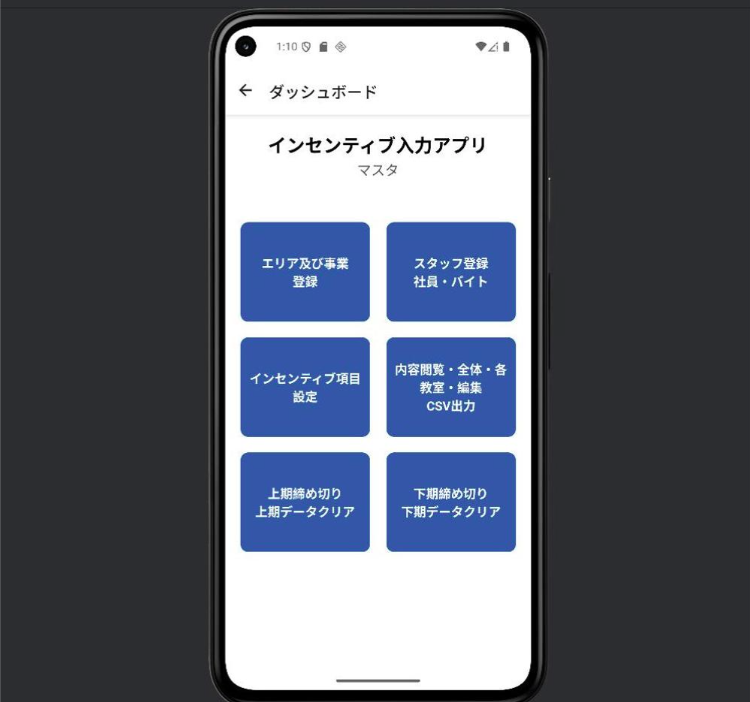 1:10
ダッシュボード
インセンティブ入力アプリ
マスタ
エリア及び事業
登録
スタッフ登録
社員・バイト
インセンティブ項目
設定
内容閲覧・全体・各
教室・編集
CSV出力
上期締め切り
上期データクリア
下期締め切り
下期データクリア